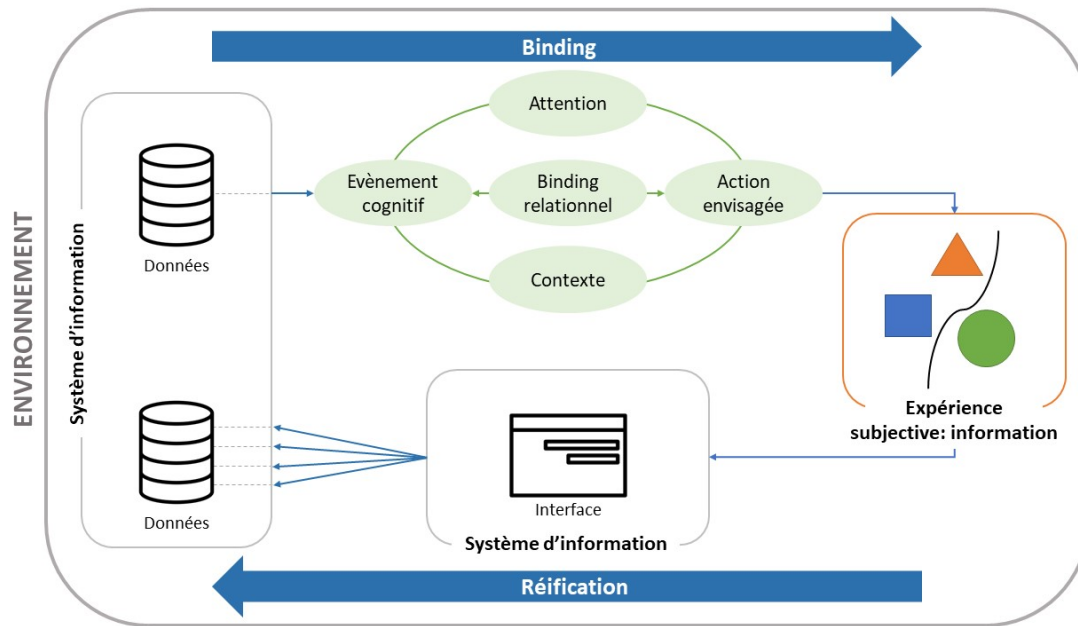 Binding
ENVIRONNEMENT
Système d'information
Données
Attention
Evènement
cognitif
Binding
relationnel
Action
envisagée
Contexte
Expérience
subjective: information
Interface
Système d'information
Données
Réification